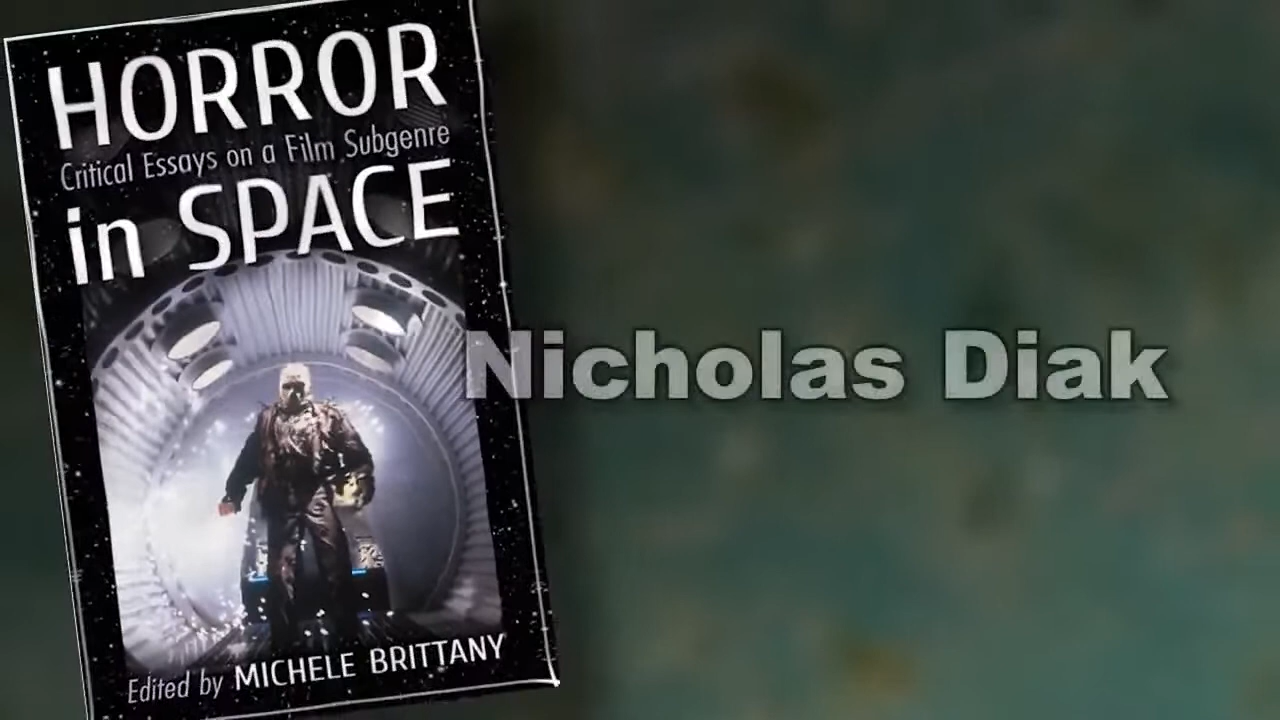 HORROR
Critical Essays on a Film Subgenre
in SPACE
Nicholas Diak
Edited by MICHELE BRITTANY